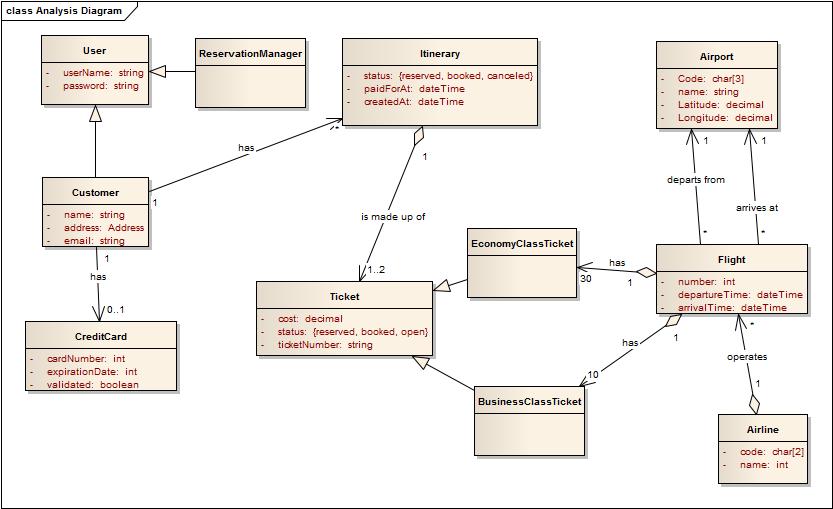 class Analysis Diagram
User
- userName: string
- password: string
ReservationManager
Itinerary
- status: {reserved, booked, canceled}
- paidForAt: dateTime
- createdAt: dateTime
Airport
- Code: char[3]
- name: string
- Latitude: decimal
- Longitude: decimal
has
*
1
1
1
departs from
arrives at
*
*
Customer
- name: string
- address: Address
- email: string
1
1
has
0..1
is made up of
1..2
EconomyClassTicket
has
30
1
Flight
- number: int
- departureTime: dateTime
- arrivalTime: dateTime
Ticket
- cost: decimal
- status: {reserved, booked, open}
- ticketNumber: string
has
10
1
*
operates
1
CreditCard
- cardNumber: int
- expirationDate: int
- validated: boolean
BusinessClassTicket
Airline
- code: char[2]
- name: int